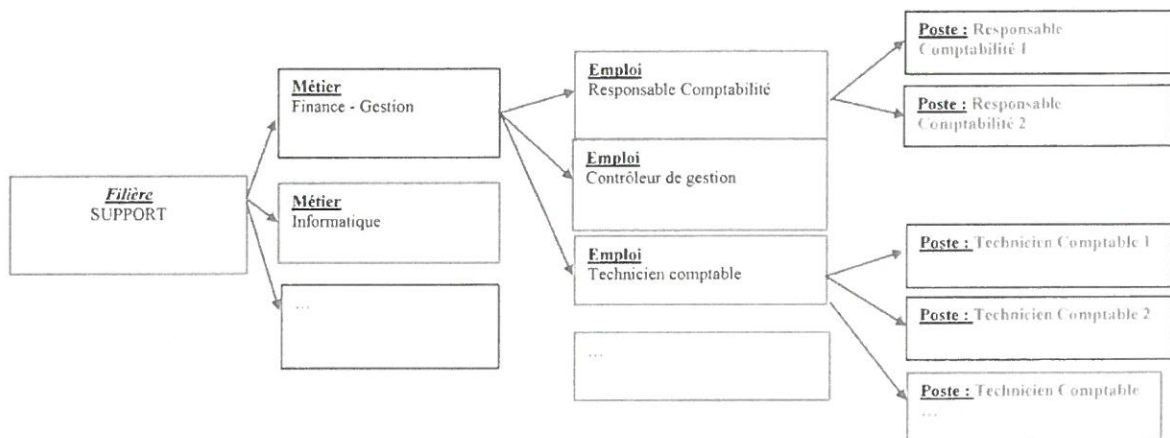 Filière
SUPPORT
Métier
Finance - Gestion
Métier
Informatique
...
Emploi
Responsable Comptabilité
Emploi
Contrôleur de gestion
Emploi
Technicien comptable
...
Poste : Responsable
Comptabilité 1
Poste : Responsable
Comptabilité 2
Poste : Technicien Comptable 1
Poste : Technicien Comptable 2
Poste : Technicien Comptable
...